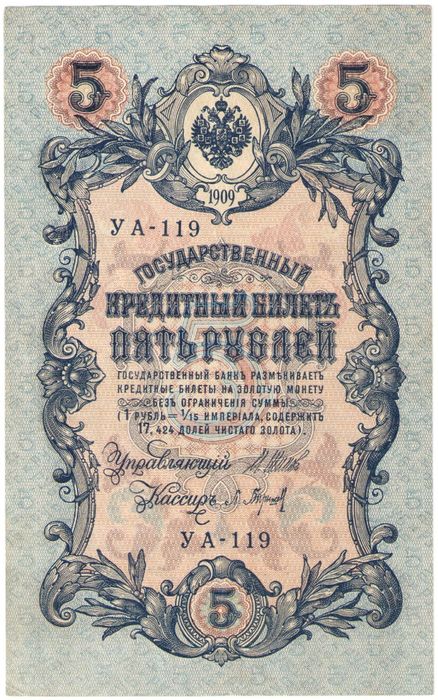 5 5
1909
УА-119
ГОСУДАРСТВЕННЫЙ
КРЕДИТНЫЙ БИЛЕТЪ
ПЯТЬ РУБЛЕЙ
ГОСУДАРСТВЕННЫЙ БАНКЪ РАЗМѢНИВАЕТЪ
КРЕДИТНЫЕ БИЛЕТЫ НА ЗОЛОТУЮ МОНЕТУ
БЕЗЪ ОГРАНИЧЕНІЯ СУММЫ
(1 РУБЛЬ = 1/15 ИМПЕРІАЛА, СОДЕРЖИТЪ
17,424 ДОЛЕЙ ЧИСТАГО ЗОЛОТА).
Управляющій
Кассиръ
УА-119
5